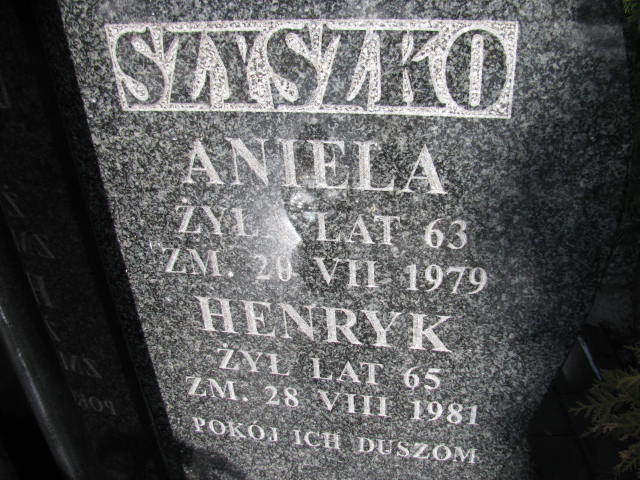 SZYSZKO
ANIELA
ŻYŁ LAT 63
ZM. 20 VII 1979
HENRYK
ŻYŁ LAT 65
ZM. 28 VIII 1981
POKÓJ ICH DUSZOM